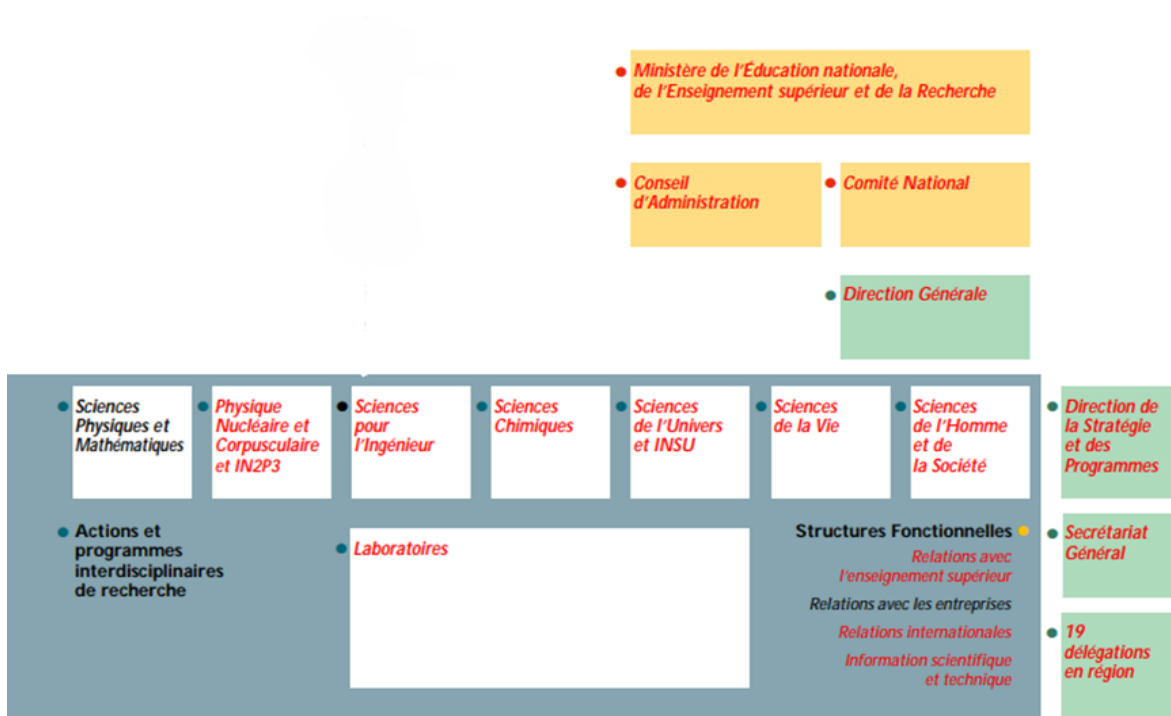 Ministère de l'Éducation nationale,
de l'Enseignement supérieur et de la Recherche
Conseil
d'Administration
Comité National
Direction Générale
Sciences
Physiques et
Mathématiques
Physique
Nucléaire et
Corpusculaire
et IN2P3
Sciences
pour
l'Ingénieur
Sciences
Chimiques
Sciences
de l'Univers
et INSU
Sciences
de la Vie
Sciences
de l'Homme
et de
la Société
Direction de
la Stratégie
et des
Programmes
Actions et
programmes
interdisciplinaires
de recherche
Laboratoires
Structures Fonctionnelles
Relations avec
l'enseignement supérieur
Relations avec les entreprises
Relations internationales
Information scientifique
et technique
Secrétariat
Général
19
délégations
en région